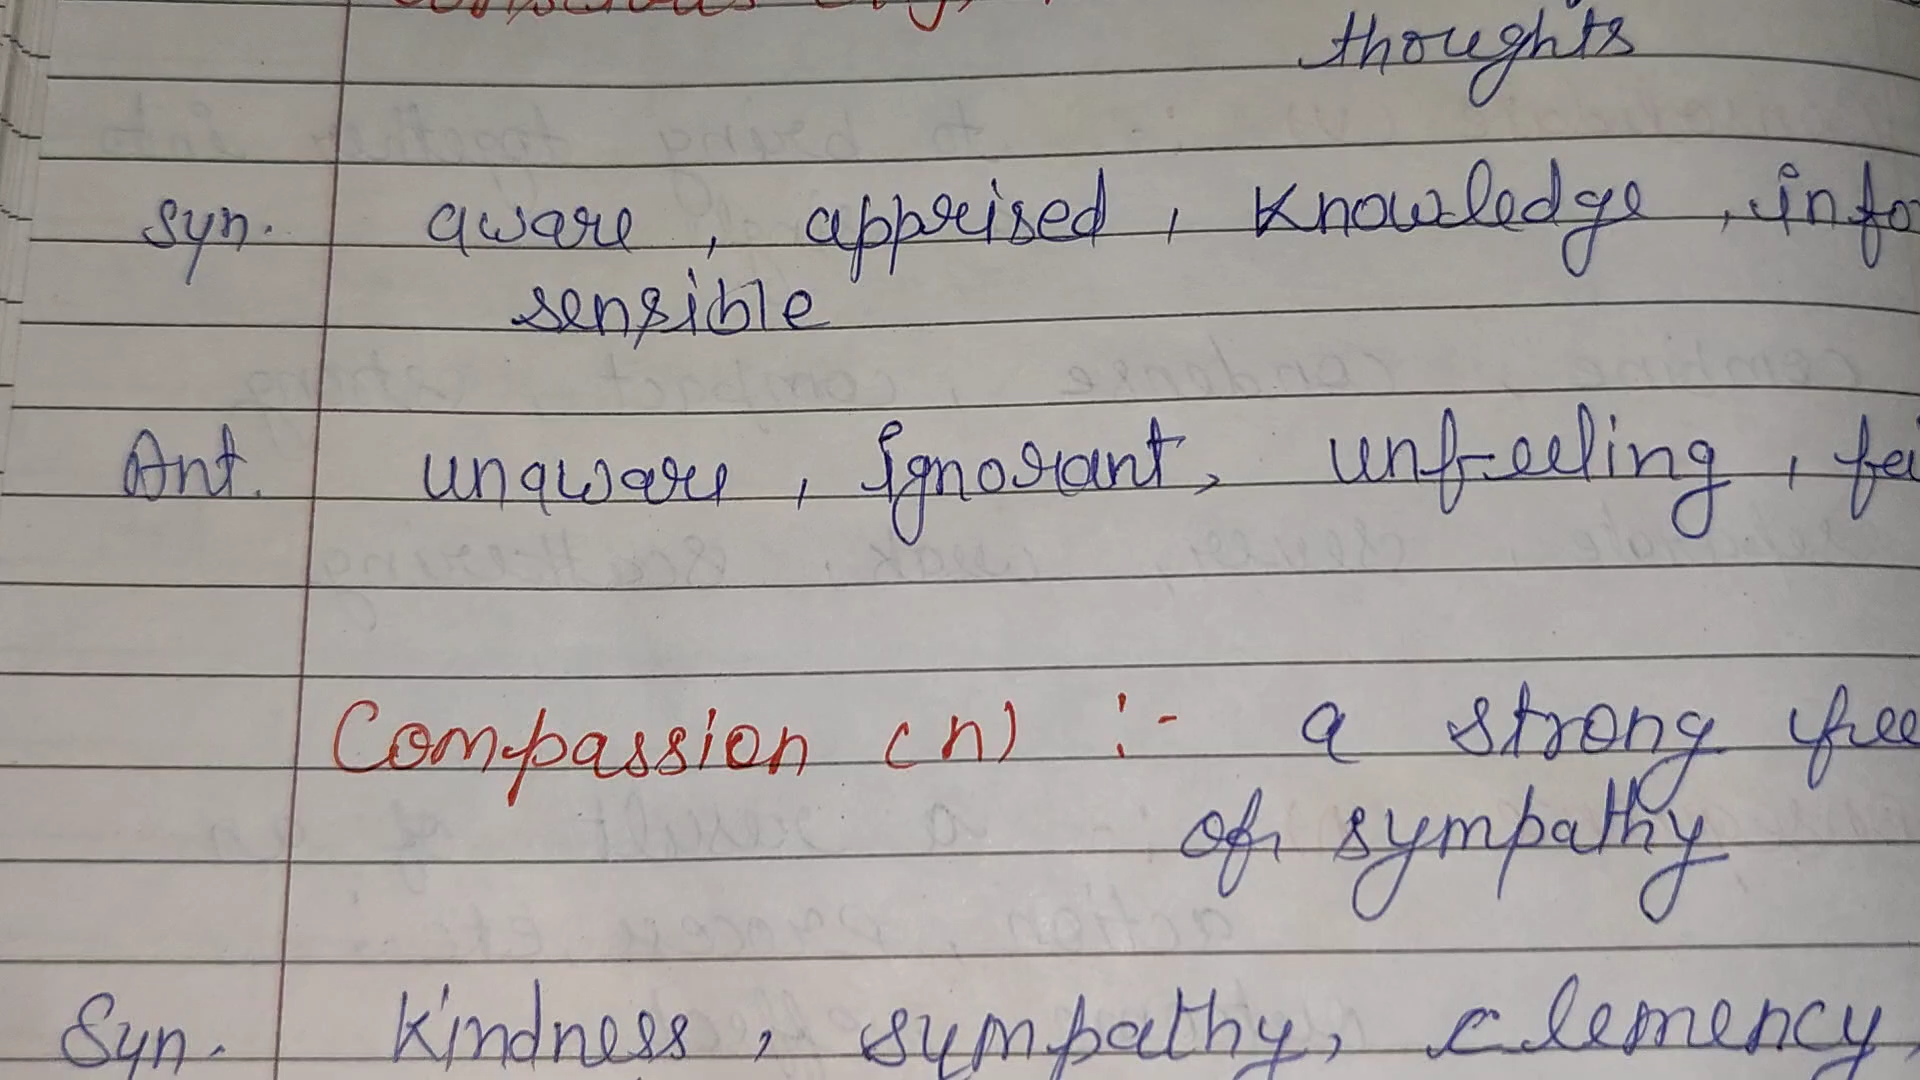 thoughts
Syn. aware, apprised, Knowledge, info
sensible
Ant. unaware, Ignorant, unfeeling,
Compassion (n) :- a strong
of sympathy
Syn. Kindness, sympathy, clemency,